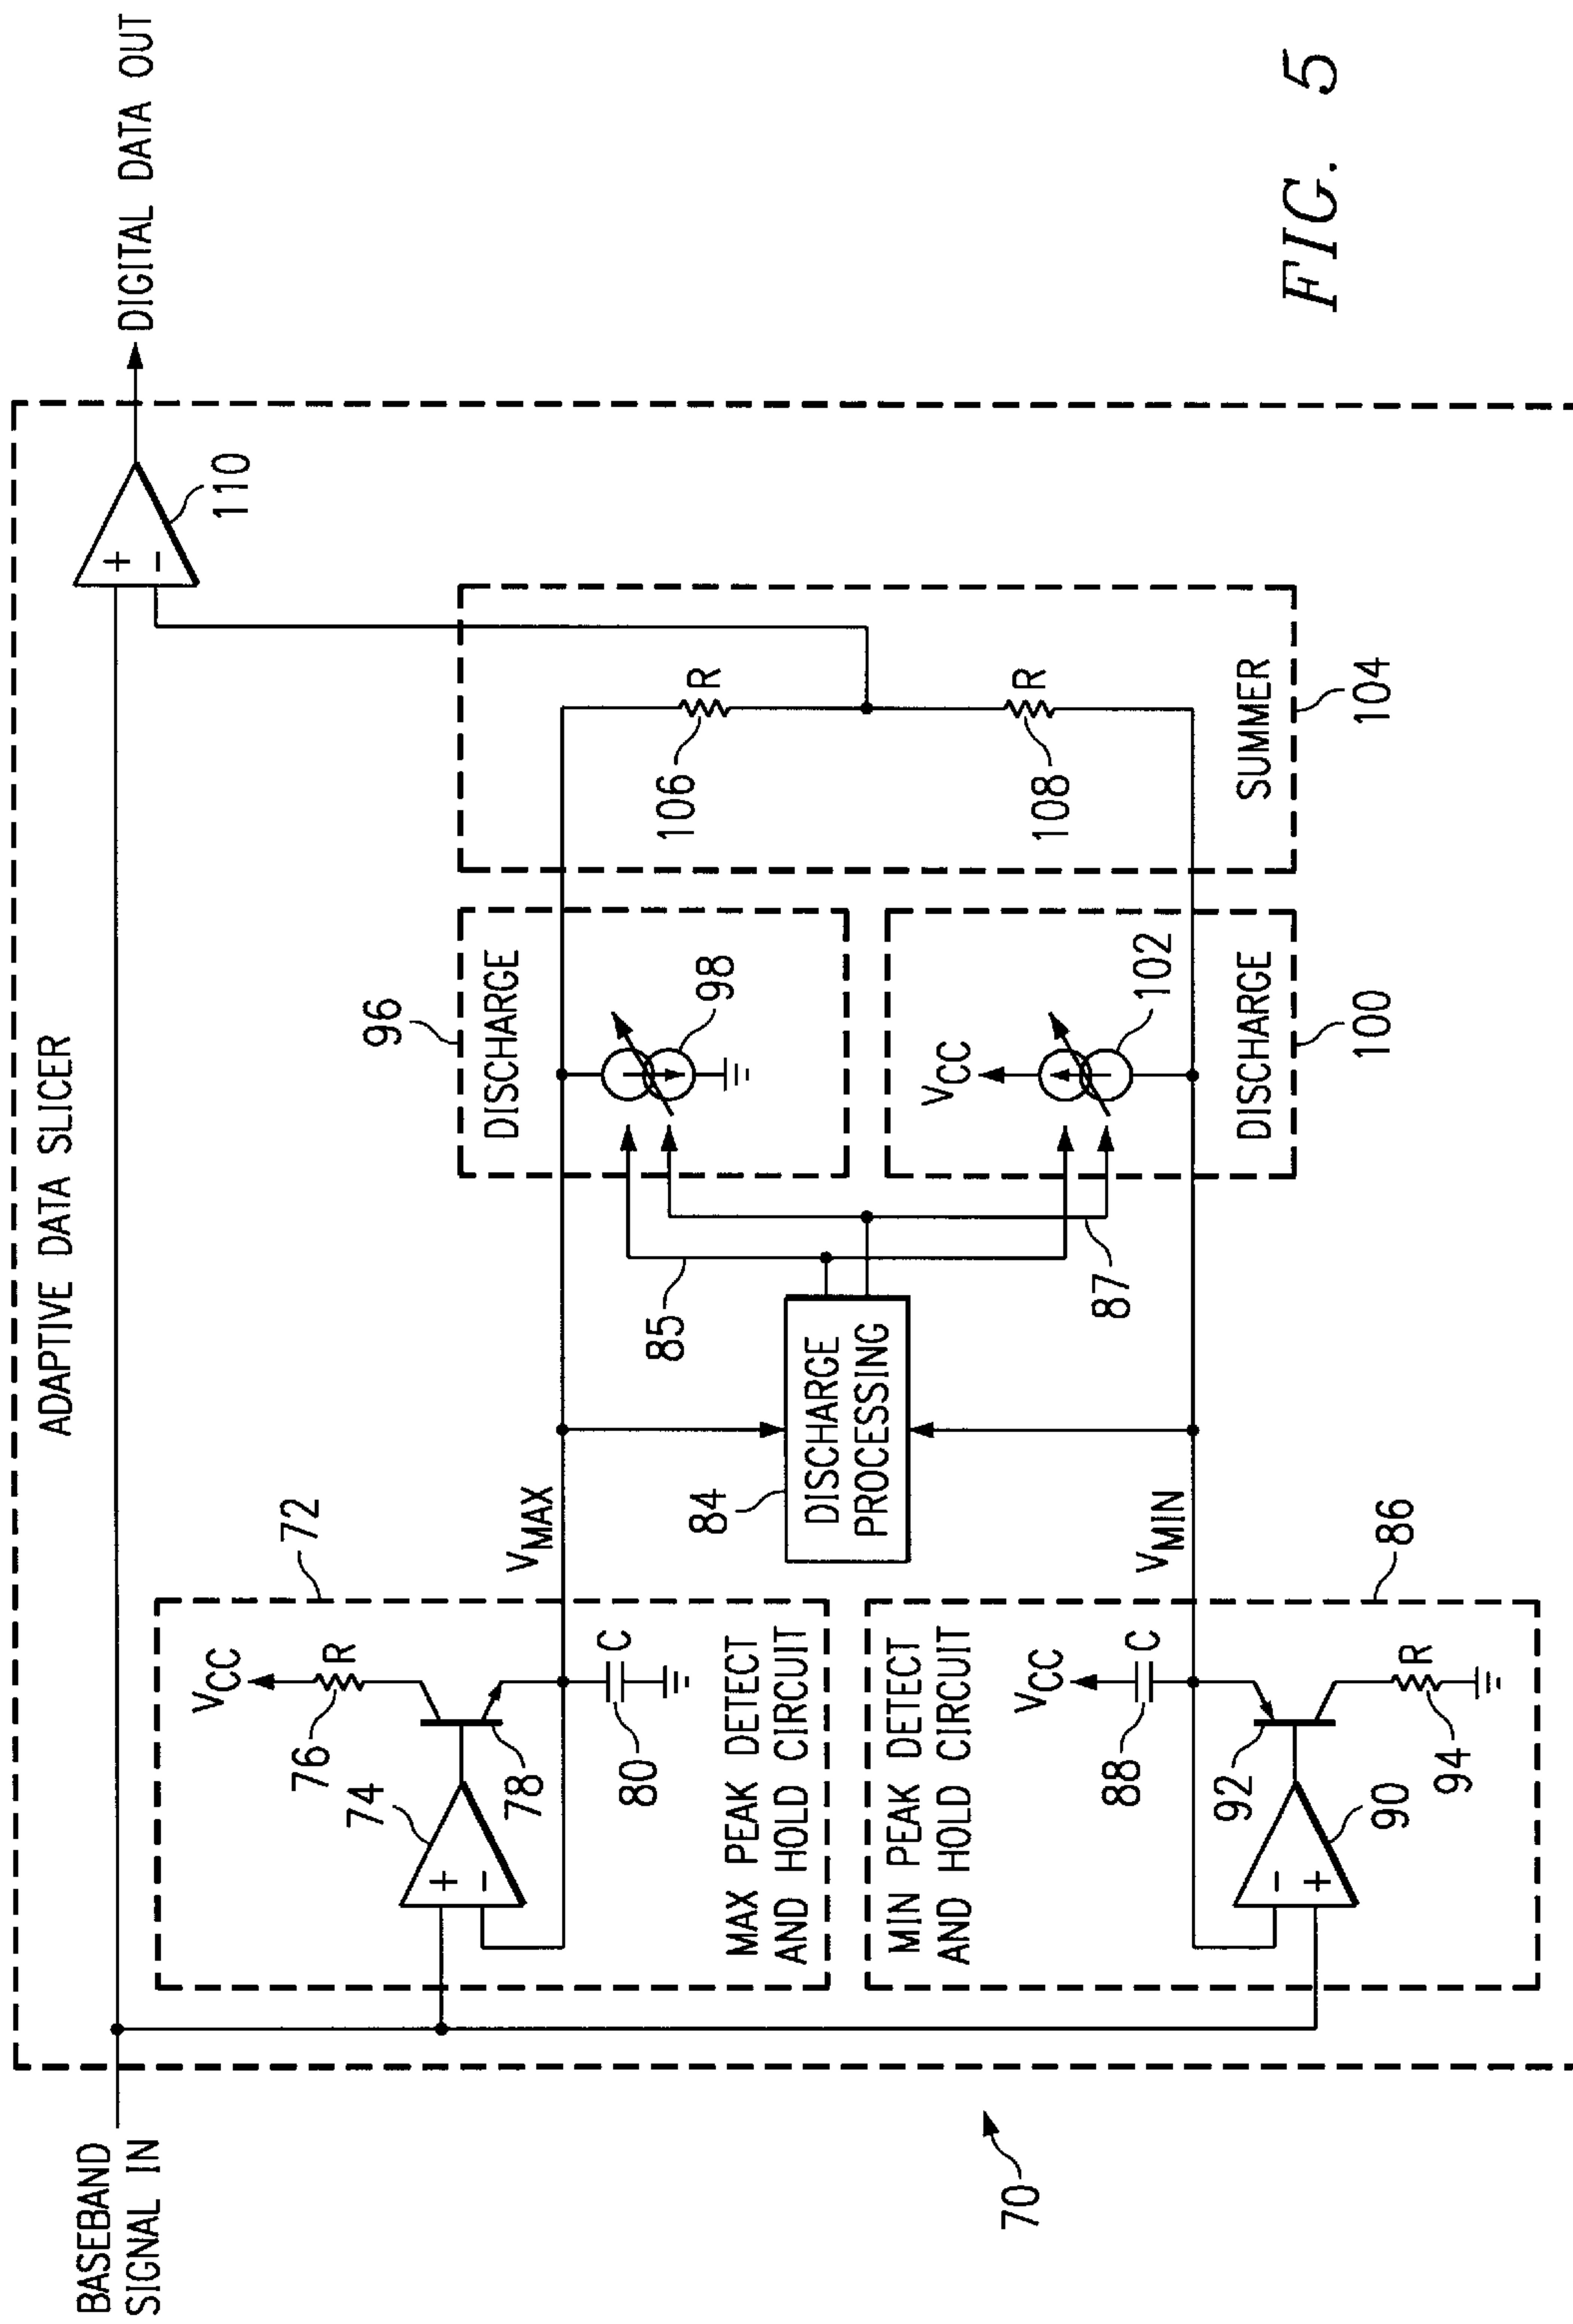 ADAPTIVE DATA SLICER
BASEBAND
SIGNAL IN
DIGITAL DATA OUT
+
−
110
72
VCC
R
76
74
+
−
78
80
C
MAX PEAK DETECT
AND HOLD CIRCUIT
VMAX
84
DISCHARGE
PROCESSING
85
87
96
DISCHARGE
98
VCC
102
DISCHARGE
100
106
R
108
R
SUMMER
104
MIN PEAK DETECT
AND HOLD CIRCUIT
VCC
88
C
VMIN
86
92
−
+
90
94
R
70
FIG. 5